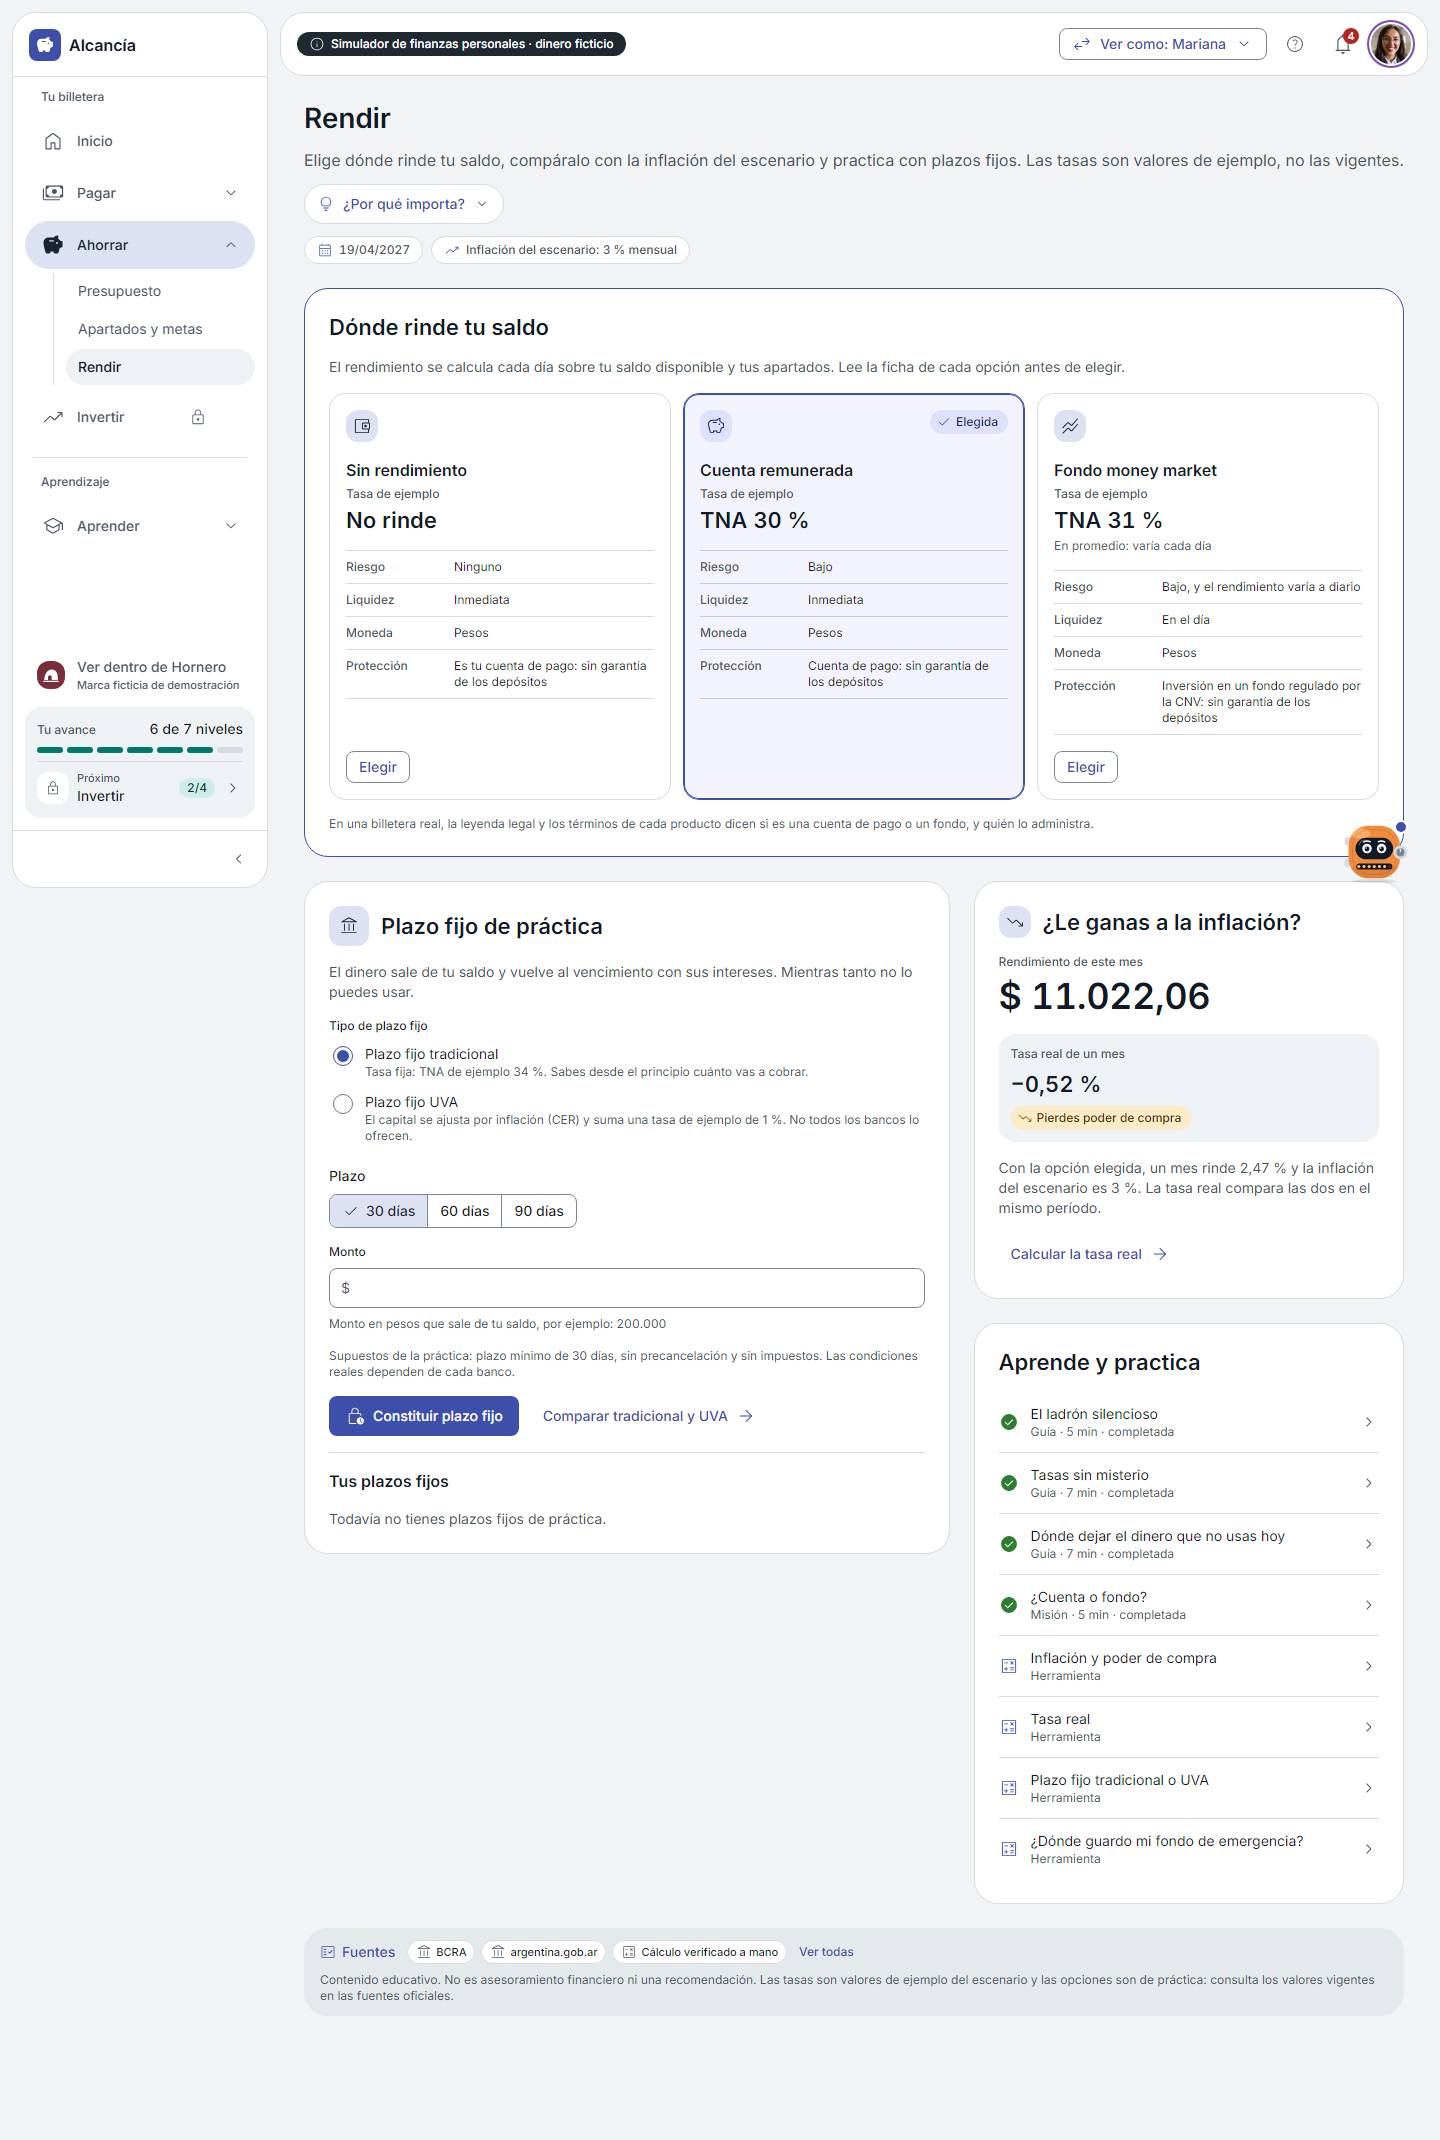 Alcancía
Simulador de finanzas personales · dinero ficticio
Ver como: Mariana
4
Tu billetera
Inicio
Pagar
Ahorrar
Presupuesto
Apartados y metas
Rendir
Invertir
Aprendizaje
Aprender
Ver dentro de Hornero
Marca ficticia de demostración
Tu avance
6 de 7 niveles
Próximo
Invertir
2/4
Rendir
Elige dónde rinde tu saldo, compáralo con la inflación del escenario y practica con plazos fijos. Las tasas son valores de ejemplo, no las vigentes.
¿Por qué importa?
19/04/2027
Inflación del escenario: 3 % mensual
Dónde rinde tu saldo
El rendimiento se calcula cada día sobre tu saldo disponible y tus apartados. Lee la ficha de cada opción antes de elegir.
Sin rendimiento
Tasa de ejemplo
No rinde
Riesgo Ninguno
Liquidez Inmediata
Moneda Pesos
Protección Es tu cuenta de pago: sin garantía
de los depósitos
Elegir
Elegida
Cuenta remunerada
Tasa de ejemplo
TNA 30 %
Riesgo Bajo
Liquidez Inmediata
Moneda Pesos
Protección Cuenta de pago: sin garantía de
los depósitos
Fondo money market
Tasa de ejemplo
TNA 31 %
En promedio: varía cada día
Riesgo Bajo, y el rendimiento varía a diario
Liquidez En el día
Moneda Pesos
Protección Inversión en un fondo regulado por
la CNV: sin garantía de los
depósitos
Elegir
En una billetera real, la leyenda legal y los términos de cada producto dicen si es una cuenta de pago o un fondo, y quién lo administra.
Plazo fijo de práctica
El dinero sale de tu saldo y vuelve al vencimiento con sus intereses. Mientras tanto no lo
puedes usar.
Tipo de plazo fijo
Plazo fijo tradicional
Tasa fija: TNA de ejemplo 34 %. Sabes desde el principio cuánto vas a cobrar.
Plazo fijo UVA
El capital se ajusta por inflación (CER) y suma una tasa de ejemplo de 1 %. No todos los bancos lo
ofrecen.
Plazo
30 días
60 días
90 días
Monto
$
Monto en pesos que sale de tu saldo, por ejemplo: 200.000
Supuestos de la práctica: plazo mínimo de 30 días, sin precancelación y sin impuestos. Las condiciones
reales dependen de cada banco.
Constituir plazo fijo
Comparar tradicional y UVA
Tus plazos fijos
Todavía no tienes plazos fijos de práctica.
¿Le ganas a la inflación?
Rendimiento de este mes
$ 11.022,06
Tasa real de un mes
−0,52 %
Pierdes poder de compra
Con la opción elegida, un mes rinde 2,47 % y la inflación
del escenario es 3 %. La tasa real compara las dos en el
mismo período.
Calcular la tasa real
Aprende y practica
El ladrón silencioso
Guía · 5 min · completada
Tasas sin misterio
Guía · 7 min · completada
Dónde dejar el dinero que no usas hoy
Guía · 7 min · completada
¿Cuenta o fondo?
Misión · 5 min · completada
Inflación y poder de compra
Herramienta
Tasa real
Herramienta
Plazo fijo tradicional o UVA
Herramienta
¿Dónde guardo mi fondo de emergencia?
Herramienta
Fuentes
BCRA
argentina.gob.ar
Cálculo verificado a mano
Ver todas
Contenido educativo. No es asesoramiento financiero ni una recomendación. Las tasas son valores de ejemplo del escenario y las opciones son de práctica: consulta los valores vigentes
en las fuentes oficiales.